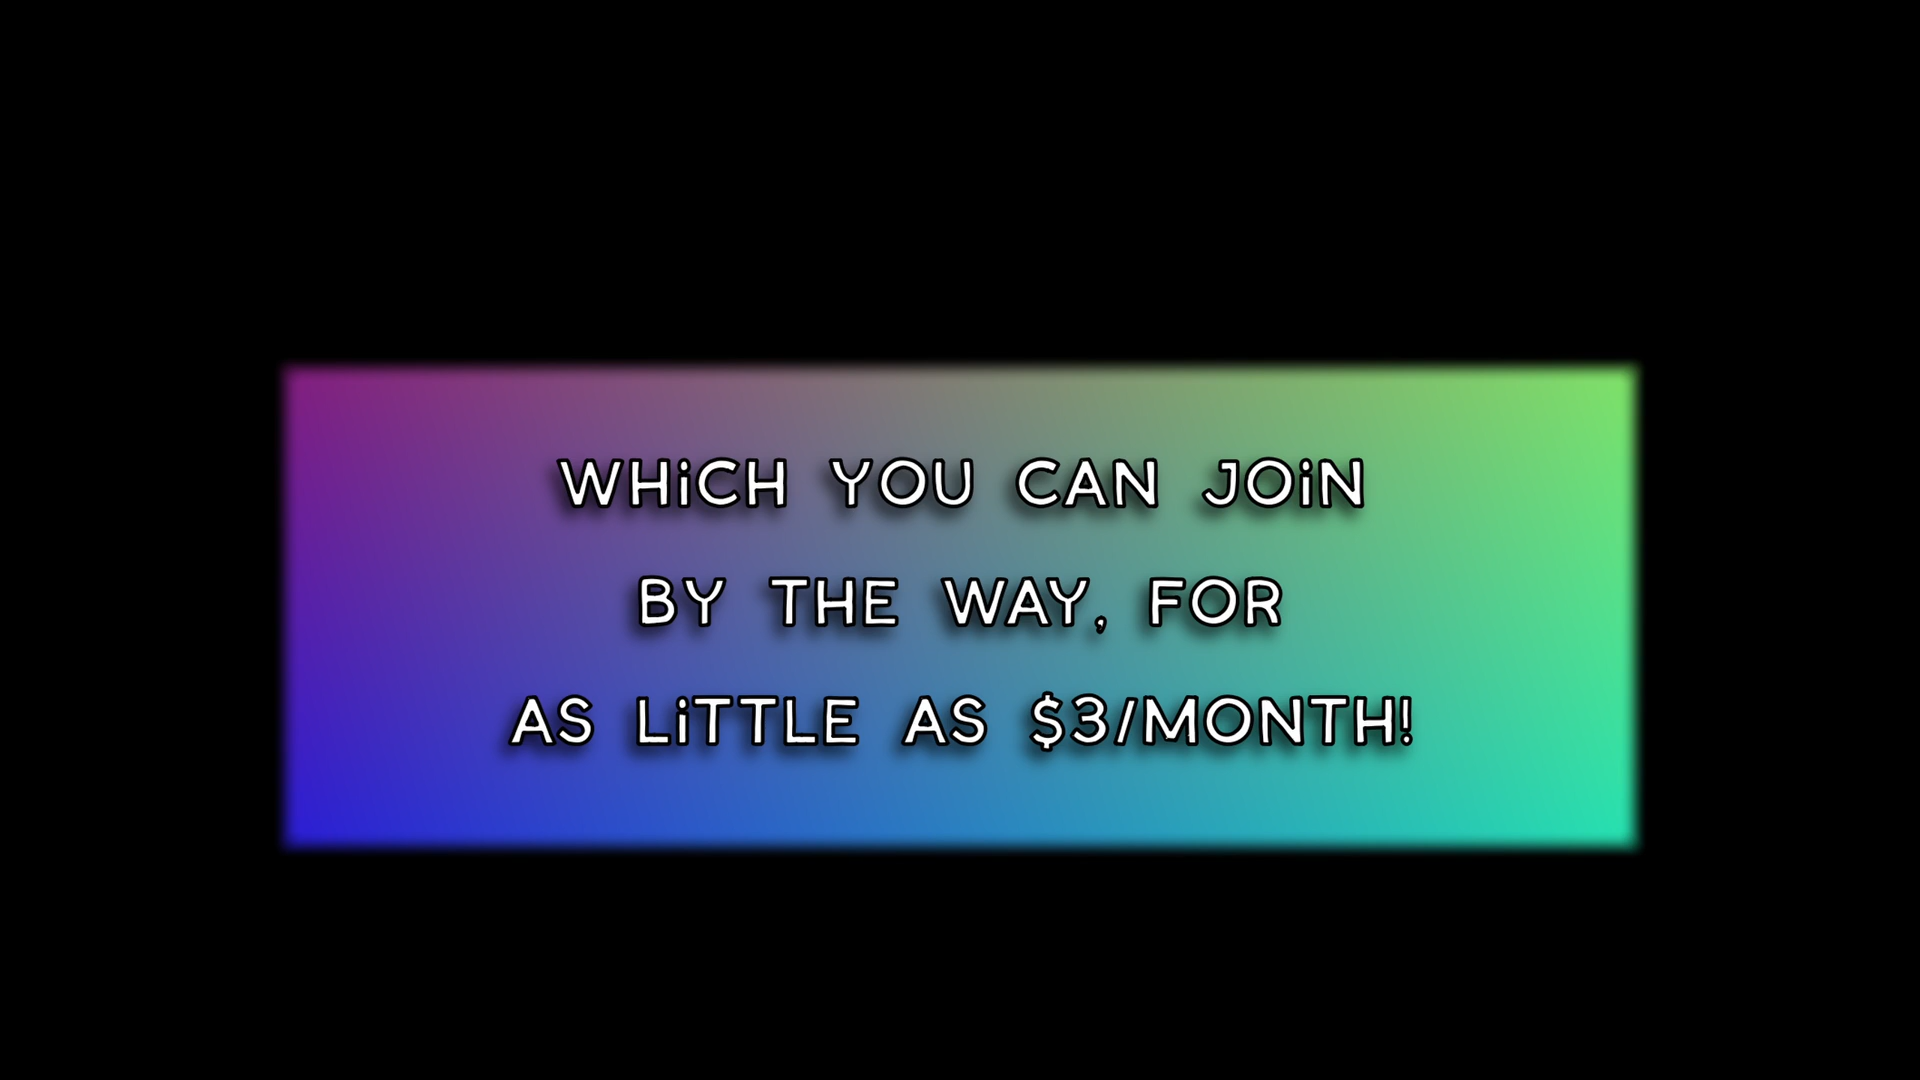 WHiCH YOU CAN JOiN
BY THE WAY, FOR
AS LiTTLE AS $3/MONTH!